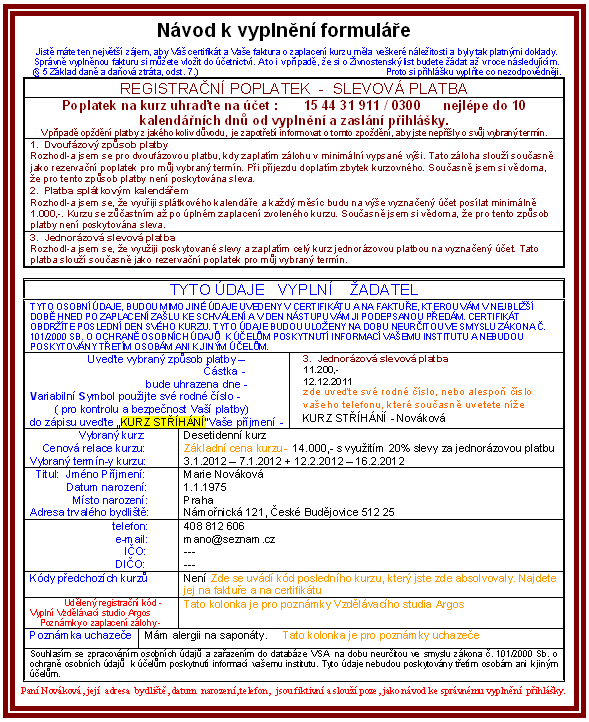 Návod k vyplnění formuláře
Jistě máte ten největší zájem, aby Váš certifikát a Vaše faktura o zaplacení kurzu měla veškeré náležitosti a byly tak platnými doklady.
Správně vyplněnou fakturu si můžete vložit do účetnictví. A to i v případě, že si o Živnostenský list budete žádat až v roce následujícím.
(§ 5 Základ daně a daňová ztráta, odst. 7.) Proto si přihlášku vyplňte co nezodpovědněji.
REGISTRAČNÍ POPLATEK - SLEVOVÁ PLATBA
Poplatek na kurz uhraďte na účet : 15 44 31 911 / 0300 nejlépe do 10
kalendářních dnů od vyplnění a zaslání přihlášky.
V případě opždění platby z jakého koliv důvodu, je zapotřebí informovat o tomto zpoždění, aby jste nepřišly o svůj vybraný termín.
1. Dvoufázový způsob platby
Rozhodl-a jsem se pro dvoufázovou platbu, kdy zaplatím zálohu v minimální vypsané výši. Tato záloha slouží současně
jako rezervační poplatek pro můj vybraný termín. Při příjezdu doplatím zbytek kurzovného. Současně jsem si vědoma,
že pro tento způsob platby není poskytována sleva.
2. Platba splátkovým kalendářem
Rozhodl-a jsem se, že využiji splátkového kalendáře a každý měsíc budu na výše vyznačený účet posílat minimálně
1.000,-. Kurzu se zůčastním až po úplném zaplacení zvoleného kurzu. Současně jsem si vědoma, že pro tento způsob
platby není poskytována sleva.
3. Jednorázová slevová platba
Rozhodl-a jsem se, že využiji poskytované slevy a zaplatím celý kurz jednorázovou platbou na vyznačený účet. Tato
platba slouží současně jako rezervační poplatek pro můj vybraný termín.
TYTO ÚDAJE VYPLNÍ ŽADATEL
TYTO OSOBNÍ ÚDAJE, BUDOU MIMO JINÉ ÚDAJE UVEDENY V CERTIFIKÁTU A NA FAKTUŘE, KTEROU VÁM V NEJBLIŽŠÍ
DOBĚ HNED PO ZAPLACENÍ ZAŠLU KE SCHVÁLENÍ A V DEN NÁSTUPU VÁM JI PODEPSANOU PŘEDÁM. CERTIFIKÁT
OBDRŽÍTE POSLEDNÍ DEN SVÉHO KURZU. TYTO ÚDAJE BUDOU ULOŽENY NA DOBU NEURČITOU VE SMYSLU ZÁKONA Č.
101/2000 SB. O OCHRANĚ OSOBNÍCH ÚDAJŮ K ÚČELŮM POSKYTNUTÍ INFORMACÍ VAŠEMU INSTITUTU A NEBUDOU
POSKYTOVÁNY TŘETÍM OSOBÁM ANI K JINÝM ÚČELŮM.
Uveďte vybraný způsob platby – 3. Jednorázová slevová platba
Částka - 11.200,-
bude uhrazena dne - 12.12.2011
Variabilní Symbol použijte své rodné číslo - zde uveďté své rodné číslo, nebo alespoň číslo
( pro kontrolu a bezpečnost Vaší platby) vašeho telefonu, které současně uvetete níže
do zápisu uveďte „KURZ STŘÍHÁNÍ"Vaše příjmení - KURZ STŘÍHÁNÍ - Nováková
Vybraný kurz Desetidenní kurz
Cenová relace kurzu: Základní cena kurzu - 14.000,- s využitím 20% slevy za jednorázovou platbu
Vybraný termín-y kurzu: 3.1.2012 – 7.1.2012 + 12.2.2012 – 16.2.2012
Titul: Jméno Příjmení: Marie Nováková
Datum narození: 1.1.1975
Místo narození: Praha
Adresa trvalého bydliště: Námořnická 121, České Budějovice 512 25
telefon: 408 812 606
e-mail: mano@seznam.cz
IČO: ---
DIČO: ---
Kódy předchozích kurzů Není Zde se uvádí kód posledního kurzu, který jste zde absolvovaly. Najdete
jej na faktuře a na certifikátu
Udělený registrační kód - Tato kolonka je pro poznámky Vzdělávacího studia Argos
Vyplní Vzdělávací studio Argos
Poznámky o zaplacení zálohy -
Poznámka uchazeče Mám alergii na saponáty. Tato kolonka je pro poznámky uchazeče
Souhlasím se zpracováním osobních údajů a zařazením do databáze VSA na dobu neurčitou ve smyslu zákona č. 101/2000 Sb. o
ochraně osobních údajů k účelům poskytnutí informací vašemu institutu. Tyto údaje nebudou poskytovány třetím osobám ani k jiným
účelům.
Paní Nováková, její adresa bydliště, datum narození, telefon, jsou fiktivní a slouží poze, jako návod ke správnému vyplnění přihlášky.